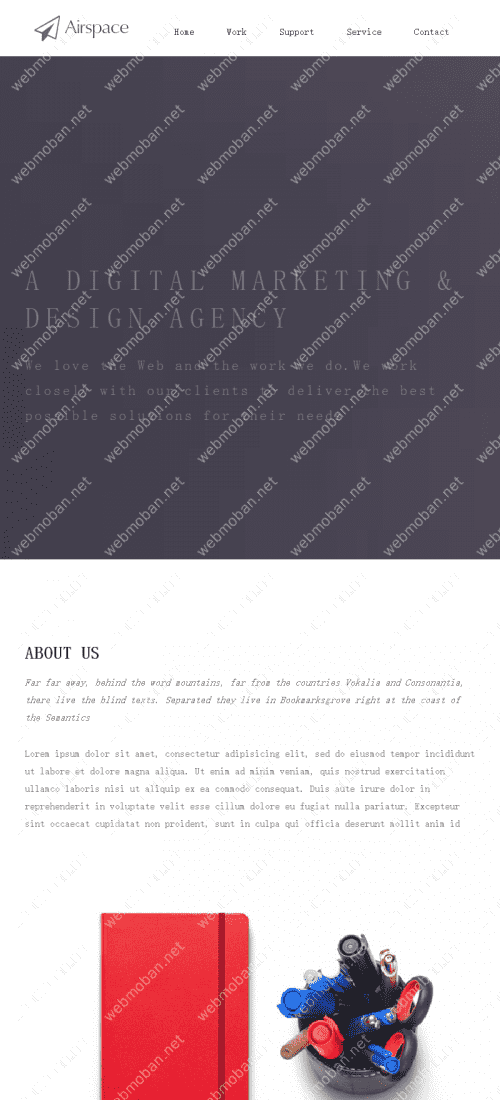 Airspace
Home Work Support Service Contact
A DIGITAL MARKETING &
DESIGN AGENCY
We love the Web and the work we do.We work
closely with our clients to deliver the best
possible solutions for their needs
ABOUT US
Far far away, behind the word mountains, far from the countries Vokalia and Consonantia,
there live the blind texts. Separated they live in Bookmarksgrove right at the coast of
the Semantics
Lorem ipsum dolor sit amet, consectetur adipisicing elit, sed do eiusmod tempor incididunt
ut labore et dolore magna aliqua. Ut enim ad minim veniam, quis nostrud exercitation
ullamco laboris nisi ut aliquip ex ea commodo consequat. Duis aute irure dolor in
reprehenderit in voluptate velit esse cillum dolore eu fugiat nulla pariatur. Excepteur
sint occaecat cupidatat non proident, sunt in culpa qui officia deserunt mollit anim id
webmoban.net